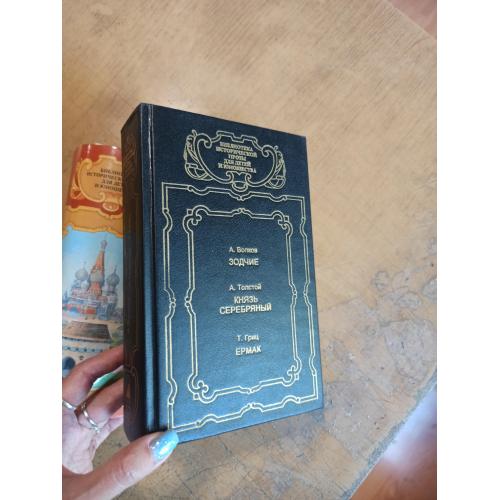 БИБЛИОТЕКА
ИСТОРИЧЕСКОЙ
ПРОЗЫ
ДЛЯ ДЕТЕЙ
И ЮНОШЕСТВА
А. Волков
ЗОДЧИЕ
А. Толстой
КНЯЗЬ
СЕРЕБРЯНЫЙ
Т. Гриц
ЕРМАК